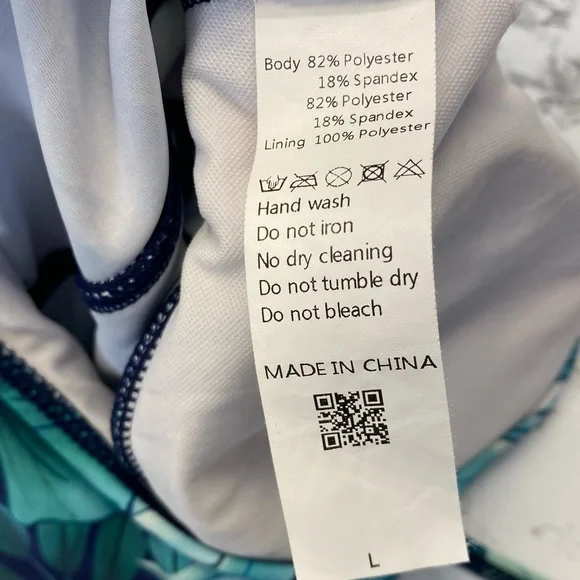 Body 82% Polyester
18% Spandex
82% Polyester
18% Spandex
Lining 100% Polyester
Hand wash
Do not iron
No dry cleaning
Do not tumble dry
Do not bleach
MADE IN CHINA
L